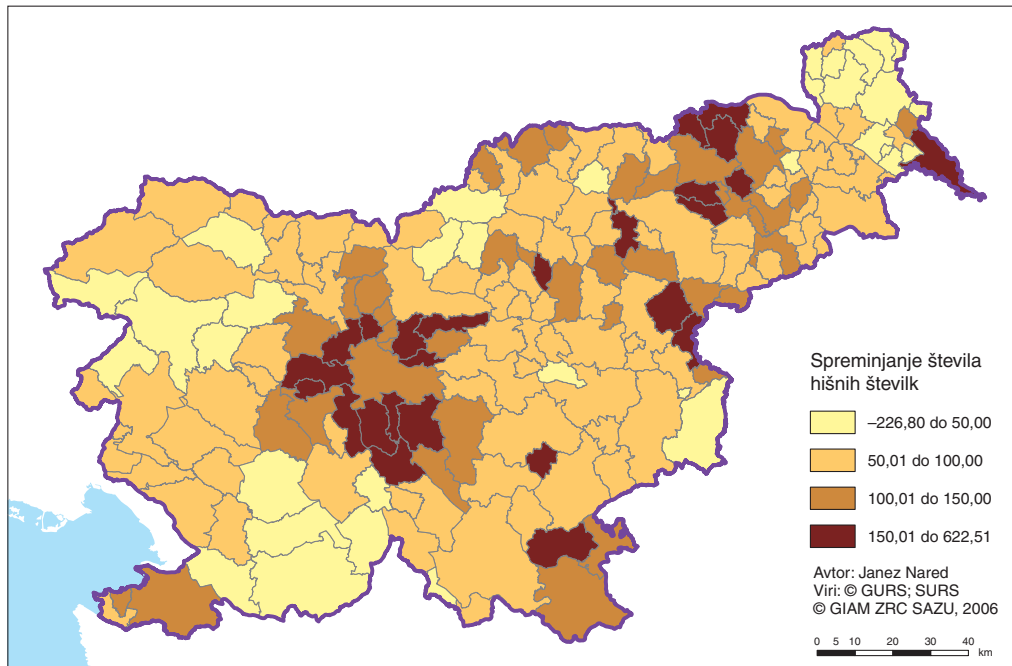 Spreminjanje števila
hišnih številk
–226,80 do 50,00
50,01 do 100,00
100,01 do 150,00
150,01 do 622,51
Avtor: Janez Nared
Viri: © GURS; SURS
© GIAM ZRC SAZU, 2006
0 5 10 20 30 40
km